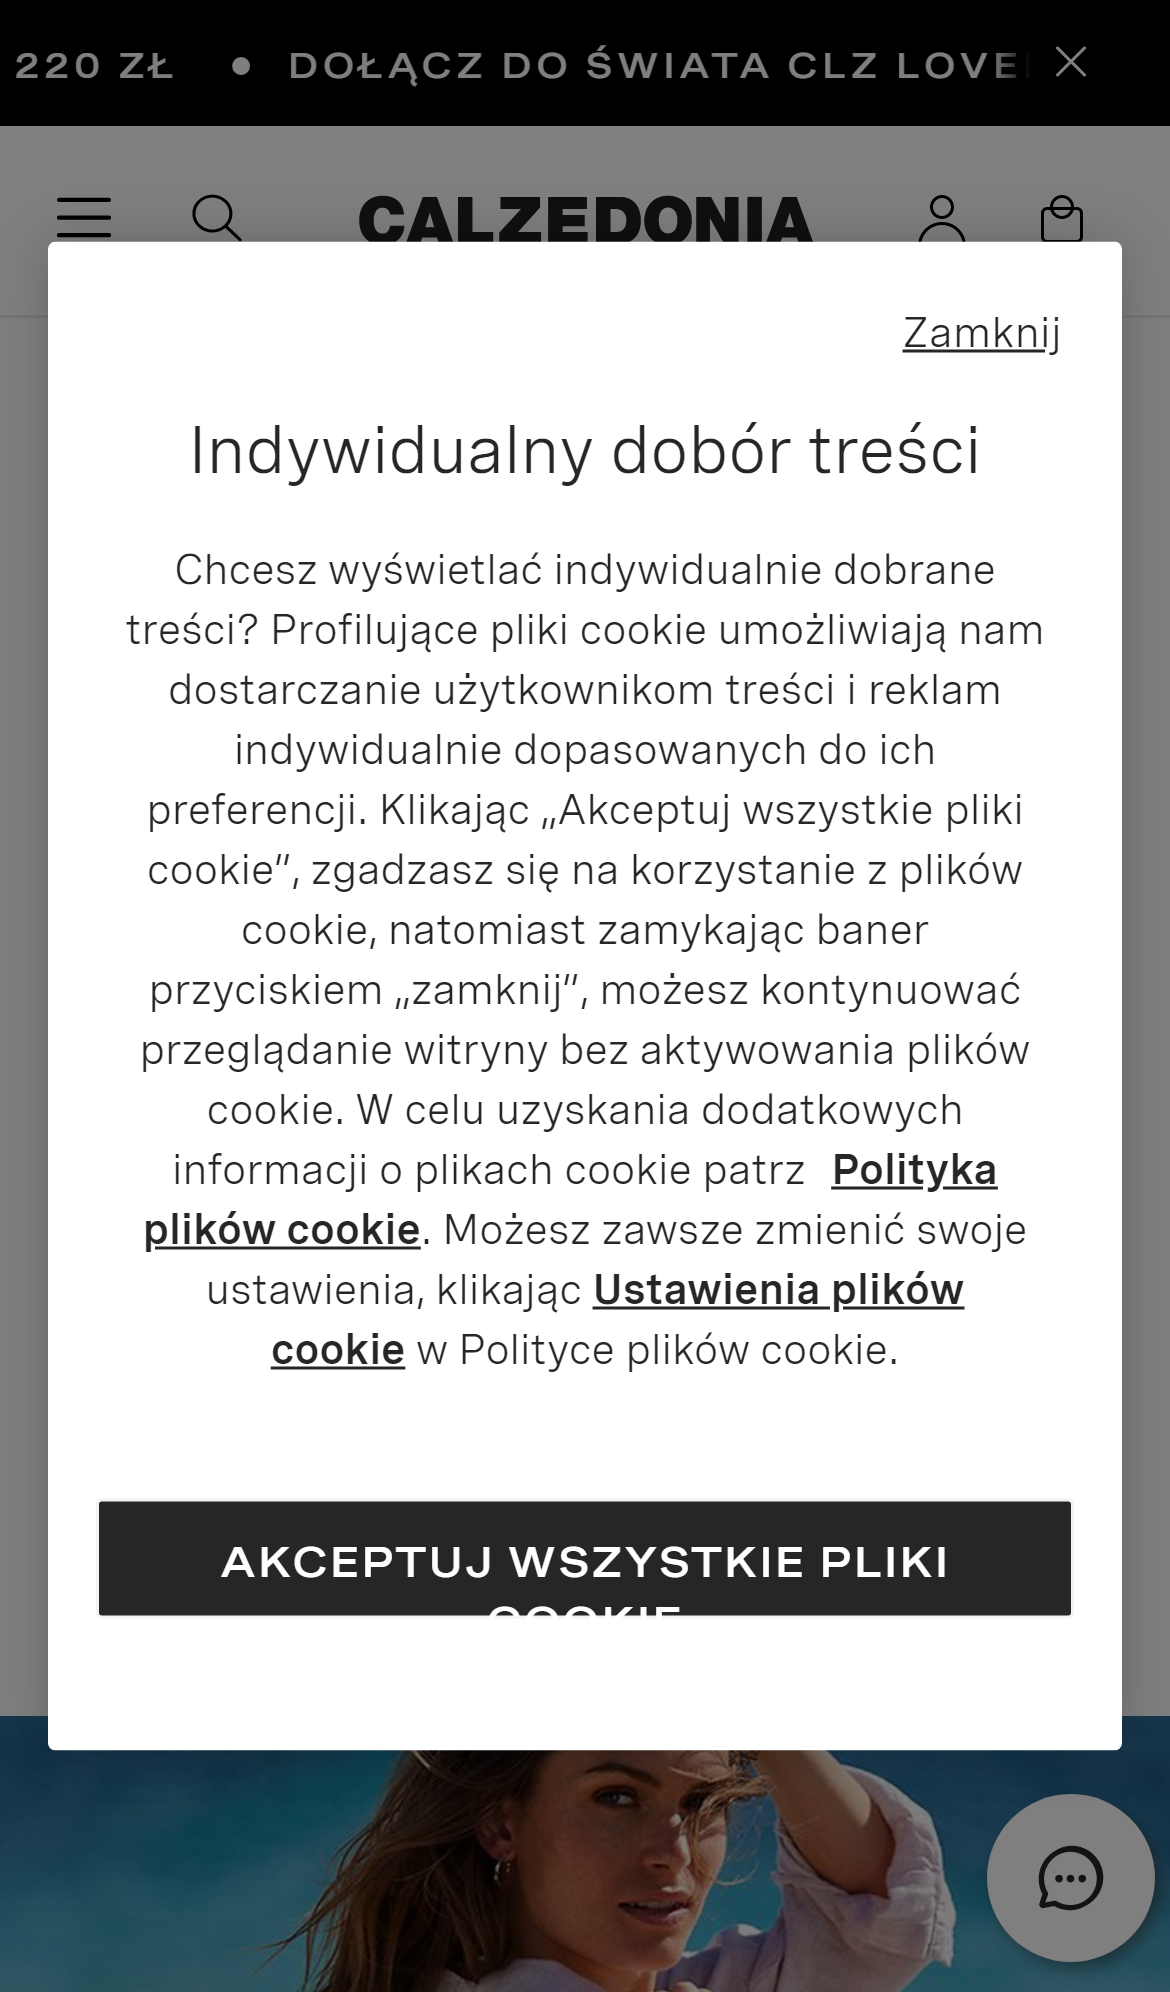 220 ZŁ • DOŁĄCZ DO ŚWIATA CLZ LOVE
CALZEDONIA
Zamknij
Indywidualny dobór treści
Chcesz wyświetlać indywidualnie dobrane
treści? Profilujące pliki cookie umożliwiają nam
dostarczanie użytkownikom treści i reklam
indywidualnie dopasowanych do ich
preferencji. Klikając „Akceptuj wszystkie pliki
cookie”, zgadzasz się na korzystanie z plików
cookie, natomiast zamykając baner
przyciskiem „zamknij”, możesz kontynuować
przeglądanie witryny bez aktywowania plików
cookie. W celu uzyskania dodatkowych
informacji o plikach cookie patrz Polityka
plików cookie. Możesz zawsze zmienić swoje
ustawienia, klikając Ustawienia plików
cookie w Polityce plików cookie.
AKCEPTUJ WSZYSTKIE PLIKI
COOKIE